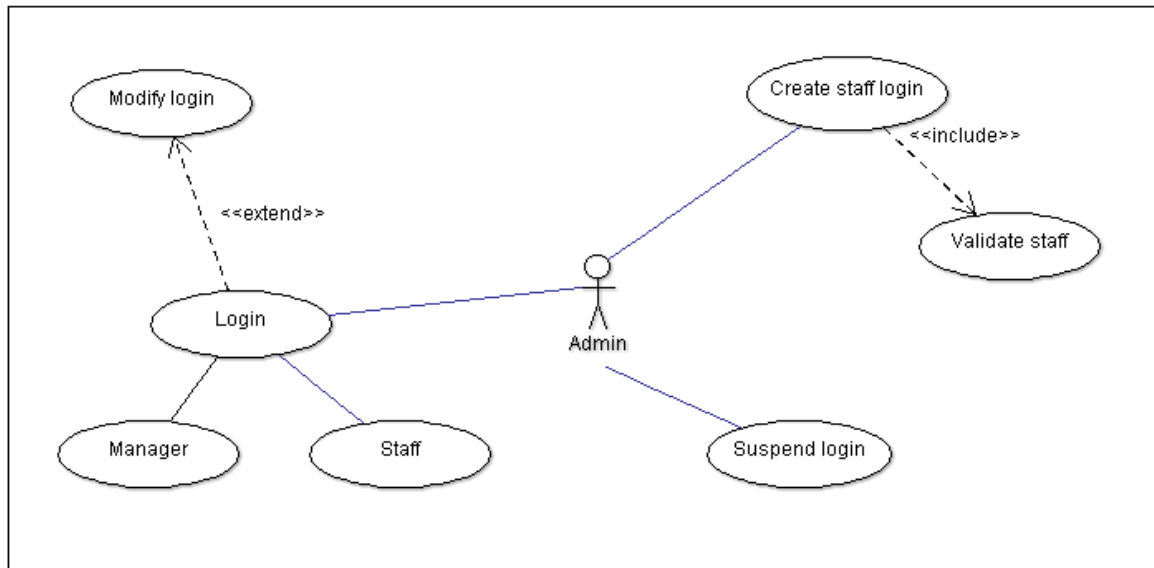 Modify login
Create staff login
<<include>>
<<extend>>
Validate staff
Login
Admin
Manager
Staff
Suspend login